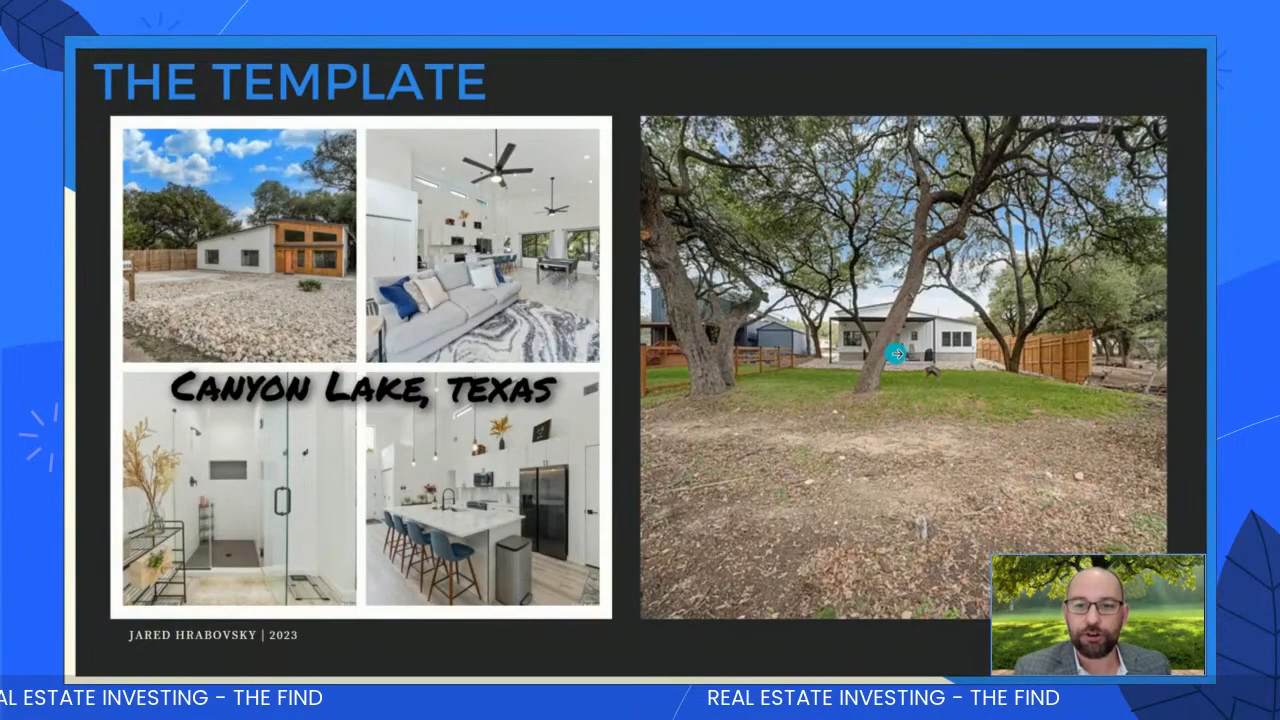 THE TEMPLATE
CANYON LAKE, TEXAS
JARED HRABOVSKY | 2023
AL ESTATE INVESTING - THE FIND
REAL ESTATE INVESTING - THE FIND